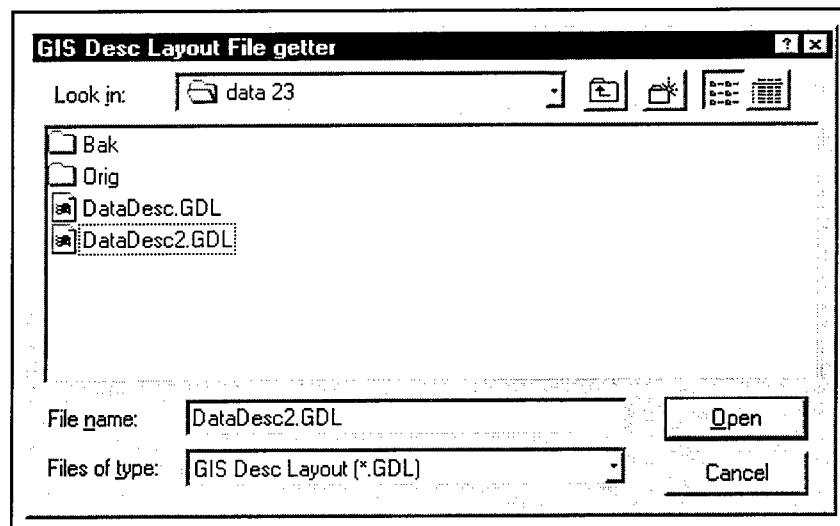 GIS Desc Layout File getter
Look in: data 23
Bak
Orig
DataDesc.GDL
DataDesc2.GDL
File name: DataDesc2.GDL Open
Files of type: GIS Desc Layout (*.GDL) Cancel